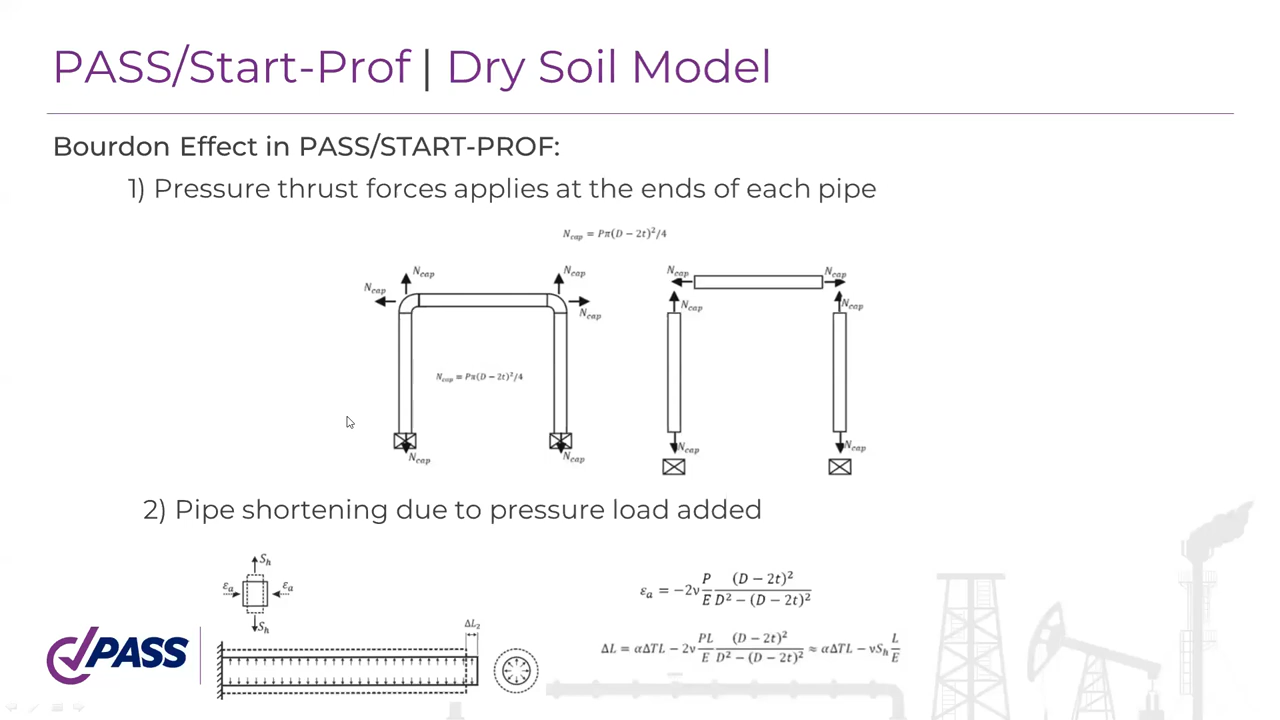 PASS/Start-Prof | Dry Soil Model
Bourdon Effect in PASS/START-PROF:
1) Pressure thrust forces applies at the ends of each pipe
N_cap = Pπ(D − 2t)²/4
N_cap N_cap N_cap N_cap
N_cap N_cap N_cap N_cap
N_cap = Pπ(D − 2t)²/4
N_cap N_cap N_cap N_cap
2) Pipe shortening due to pressure load added
S_h
ε_a ε_a
S_h
ε_a = −2ν P/E (D − 2t)²/(D² − (D − 2t)²)
ΔL₂
ΔL = αΔTL − 2ν PL/E (D − 2t)²/(D² − (D − 2t)²) ≈ αΔTL − νS_h L/E
PASS